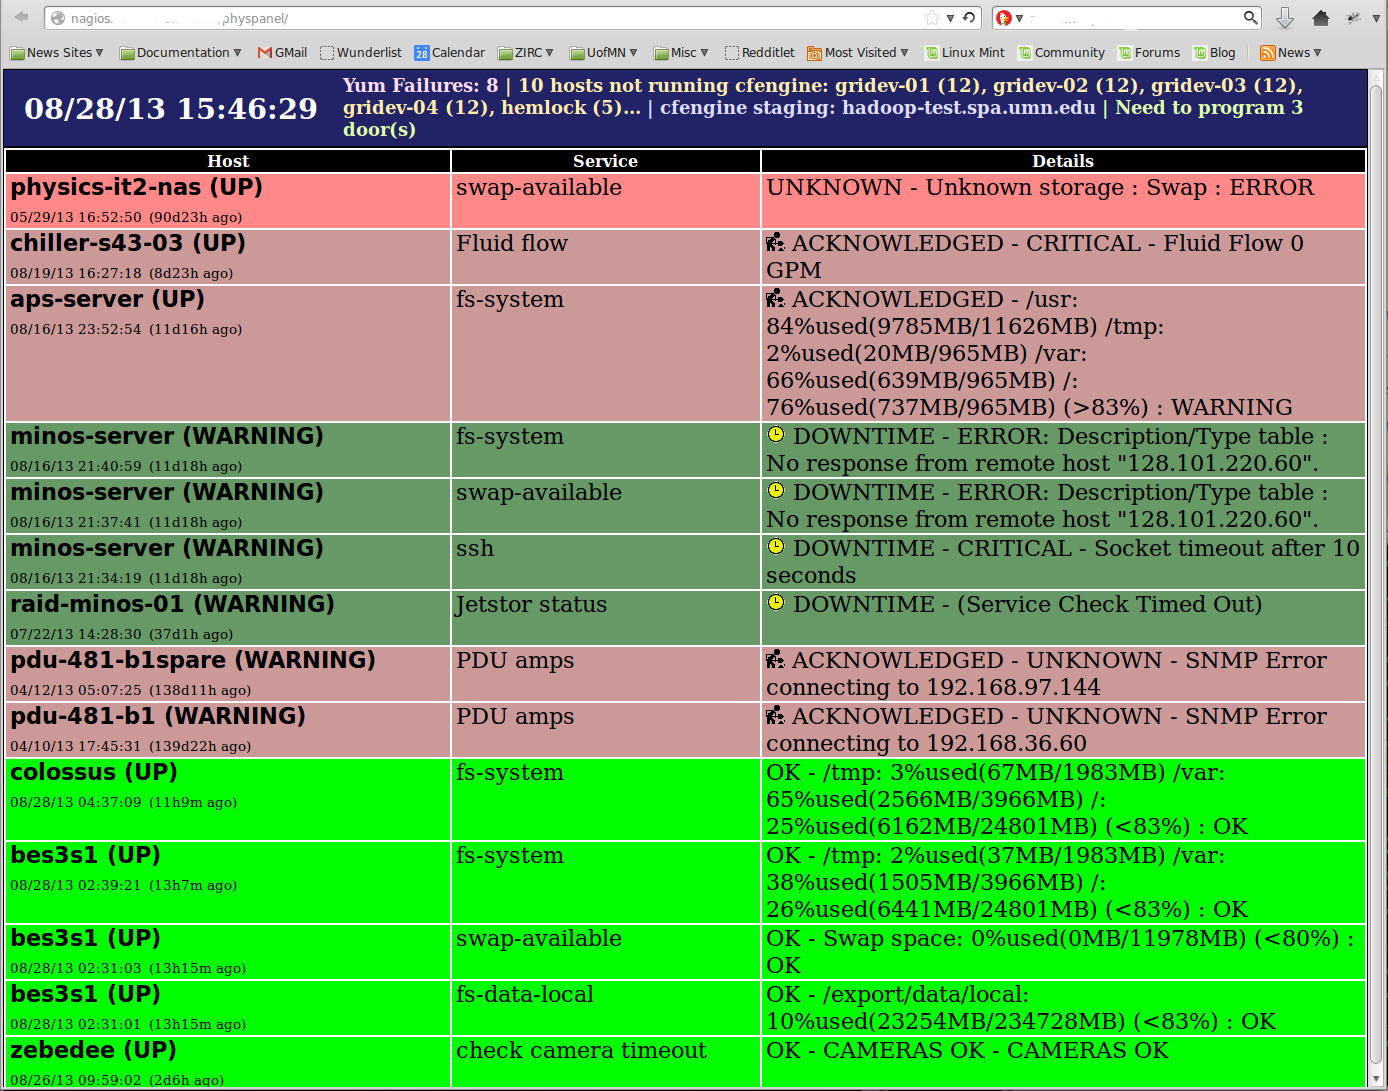 nagios. physpanel/
News Sites Documentation GMail Wunderlist 28 Calendar ZIRC UofMN Misc Redditlet Most Visited Linux Mint Community Forums Blog News
08/28/13 15:46:29
Yum Failures: 8 | 10 hosts not running cfengine: gridev-01 (12), gridev-02 (12), gridev-03 (12),
gridev-04 (12), hemlock (5)... | cfengine staging: hadoop-test.spa.umn.edu | Need to program 3
door(s)
Host Service Details
physics-it2-nas (UP) swap-available UNKNOWN - Unknown storage : Swap : ERROR
05/29/13 16:52:50 (90d23h ago)
chiller-s43-03 (UP) Fluid flow ACKNOWLEDGED - CRITICAL - Fluid Flow 0
08/19/13 16:27:18 (8d23h ago) GPM
aps-server (UP) fs-system ACKNOWLEDGED - /usr:
08/16/13 23:52:54 (11d16h ago) 84%used(9785MB/11626MB) /tmp:
2%used(20MB/965MB) /var:
66%used(639MB/965MB) /:
76%used(737MB/965MB) (>83%) : WARNING
minos-server (WARNING) fs-system DOWNTIME - ERROR: Description/Type table :
08/16/13 21:40:59 (11d18h ago) No response from remote host "128.101.220.60".
minos-server (WARNING) swap-available DOWNTIME - ERROR: Description/Type table :
08/16/13 21:37:41 (11d18h ago) No response from remote host "128.101.220.60".
minos-server (WARNING) ssh DOWNTIME - CRITICAL - Socket timeout after 10
08/16/13 21:34:19 (11d18h ago) seconds
raid-minos-01 (WARNING) Jetstor status DOWNTIME - (Service Check Timed Out)
07/22/13 14:28:30 (37d1h ago)
pdu-481-b1spare (WARNING) PDU amps ACKNOWLEDGED - UNKNOWN - SNMP Error
04/12/13 05:07:25 (138d11h ago) connecting to 192.168.97.144
pdu-481-b1 (WARNING) PDU amps ACKNOWLEDGED - UNKNOWN - SNMP Error
04/10/13 17:45:31 (139d22h ago) connecting to 192.168.36.60
colossus (UP) fs-system OK - /tmp: 3%used(67MB/1983MB) /var:
08/28/13 04:37:09 (11h9m ago) 65%used(2566MB/3966MB) /:
25%used(6162MB/24801MB) (<83%) : OK
bes3s1 (UP) fs-system OK - /tmp: 2%used(37MB/1983MB) /var:
08/28/13 02:39:21 (13h7m ago) 38%used(1505MB/3966MB) /:
26%used(6441MB/24801MB) (<83%) : OK
bes3s1 (UP) swap-available OK - Swap space: 0%used(0MB/11978MB) (<80%) :
08/28/13 02:31:03 (13h15m ago) OK
bes3s1 (UP) fs-data-local OK - /export/data/local:
08/28/13 02:31:01 (13h15m ago) 10%used(23254MB/234728MB) (<83%) : OK
zebedee (UP) check camera timeout OK - CAMERAS OK - CAMERAS OK
08/26/13 09:59:02 (2d6h ago)